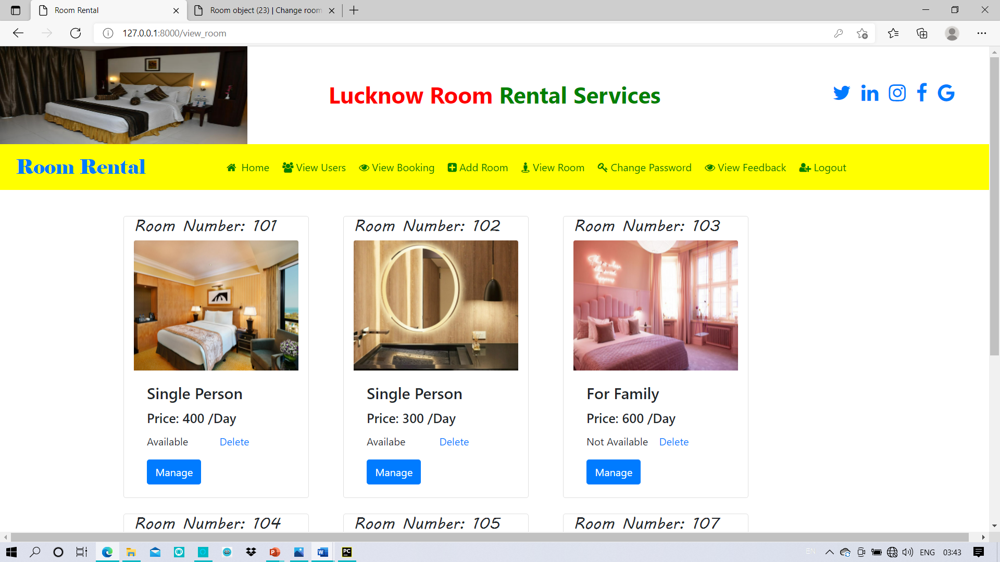 Room Rental
Room object (23) | Change room
127.0.0.1:8000/view_room
Lucknow Room Rental Services
Room Rental
Home View Users View Booking Add Room View Room Change Password View Feedback Logout
Room Number: 101
Room Number: 102
Room Number: 103
Single Person
Single Person
For Family
Price: 400 /Day
Price: 300 /Day
Price: 600 /Day
Available Delete
Availabe Delete
Not Available Delete
Manage
Manage
Manage
Room Number: 104
Room Number: 105
Room Number: 107
EN
ENG
03:43